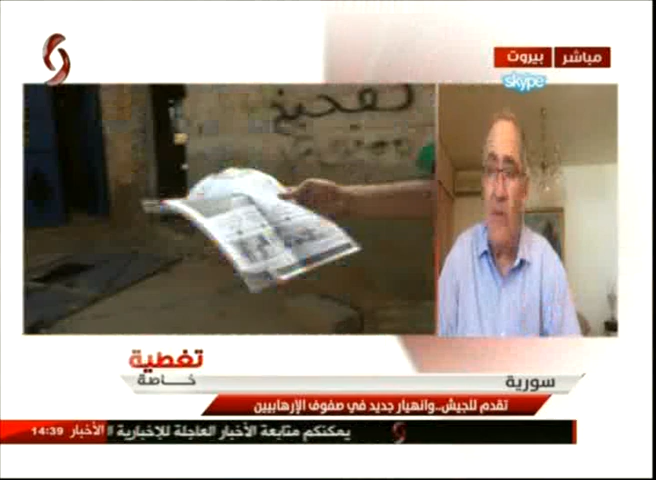 مباشر بيروت
skype
تغطية
خاصة
سورية
تقدم للجيش..وانهيار جديد في صفوف الإرهابيين
الأخبار 14:39 يمكنكم متابعة الأخبار العاجلة للإخبارية